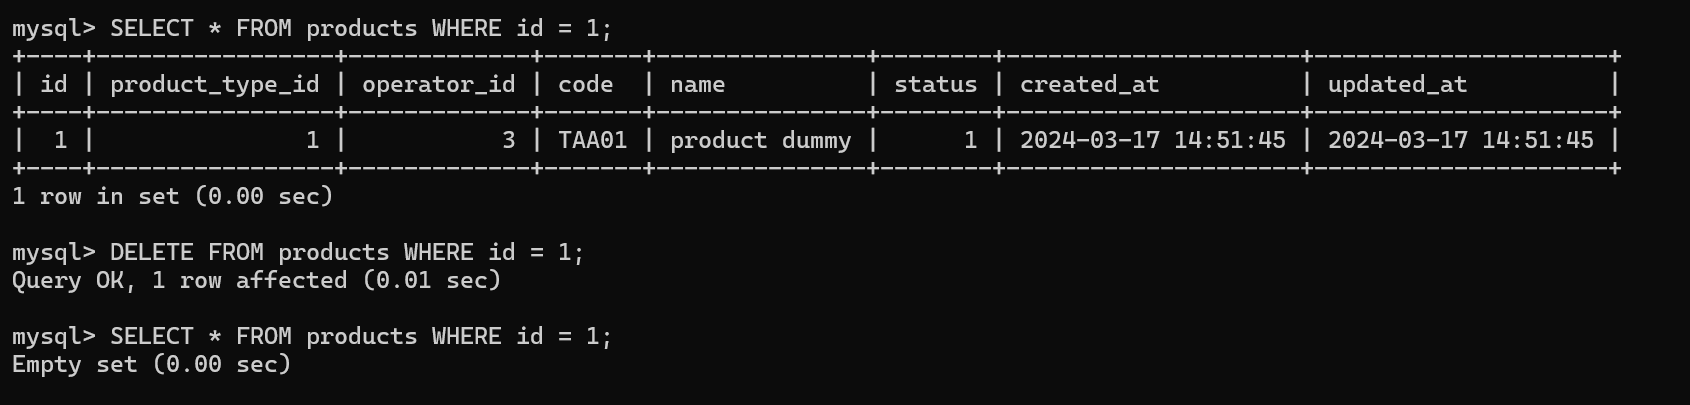 mysql> SELECT * FROM products WHERE id = 1;
+----+-----------------+-------------+-------+---------------+--------+---------------------+---------------------+
| id | product_type_id | operator_id | code  | name          | status | created_at          | updated_at          |
+----+-----------------+-------------+-------+---------------+--------+---------------------+---------------------+
|  1 |               1 |           3 | TAA01 | product dummy |      1 | 2024-03-17 14:51:45 | 2024-03-17 14:51:45 |
+----+-----------------+-------------+-------+---------------+--------+---------------------+---------------------+
1 row in set (0.00 sec)
mysql> DELETE FROM products WHERE id = 1;
Query OK, 1 row affected (0.01 sec)
mysql> SELECT * FROM products WHERE id = 1;
Empty set (0.00 sec)